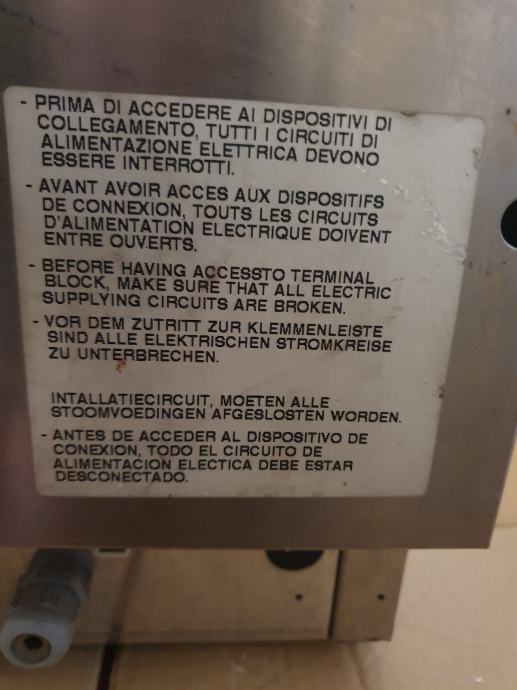 - PRIMA DI ACCEDERE AI DISPOSITIVI DI
COLLEGAMENTO, TUTTI I CIRCUITI DI
ALIMENTAZIONE ELETTRICA DEVONO
ESSERE INTERROTTI.
- AVANT AVOIR ACCES AUX DISPOSITIFS
DE CONNEXION, TOUTS LES CIRCUITS
D'ALIMENTATION ELECTRIQUE DOIVENT
ENTRE OUVERTS.
- BEFORE HAVING ACCESSTO TERMINAL
BLOCK, MAKE SURE THAT ALL ELECTRIC
SUPPLYING CIRCUITS ARE BROKEN.
- VOR DEM ZUTRITT ZUR KLEMMENLEISTE
SIND ALLE ELEKTRISCHEN STROMKREISE
ZU UNTERBRECHEN.
INTALLATIECIRCUIT, MOETEN ALLE
STOOMVOEDINGEN AFGESLOSTEN WORDEN.
- ANTES DE ACCEDER AL DISPOSITIVO DE
CONEXION, TODO EL CIRCUITO DE
ALIMENTACION ELECTICA DEBE ESTAR
DESCONECTADO.